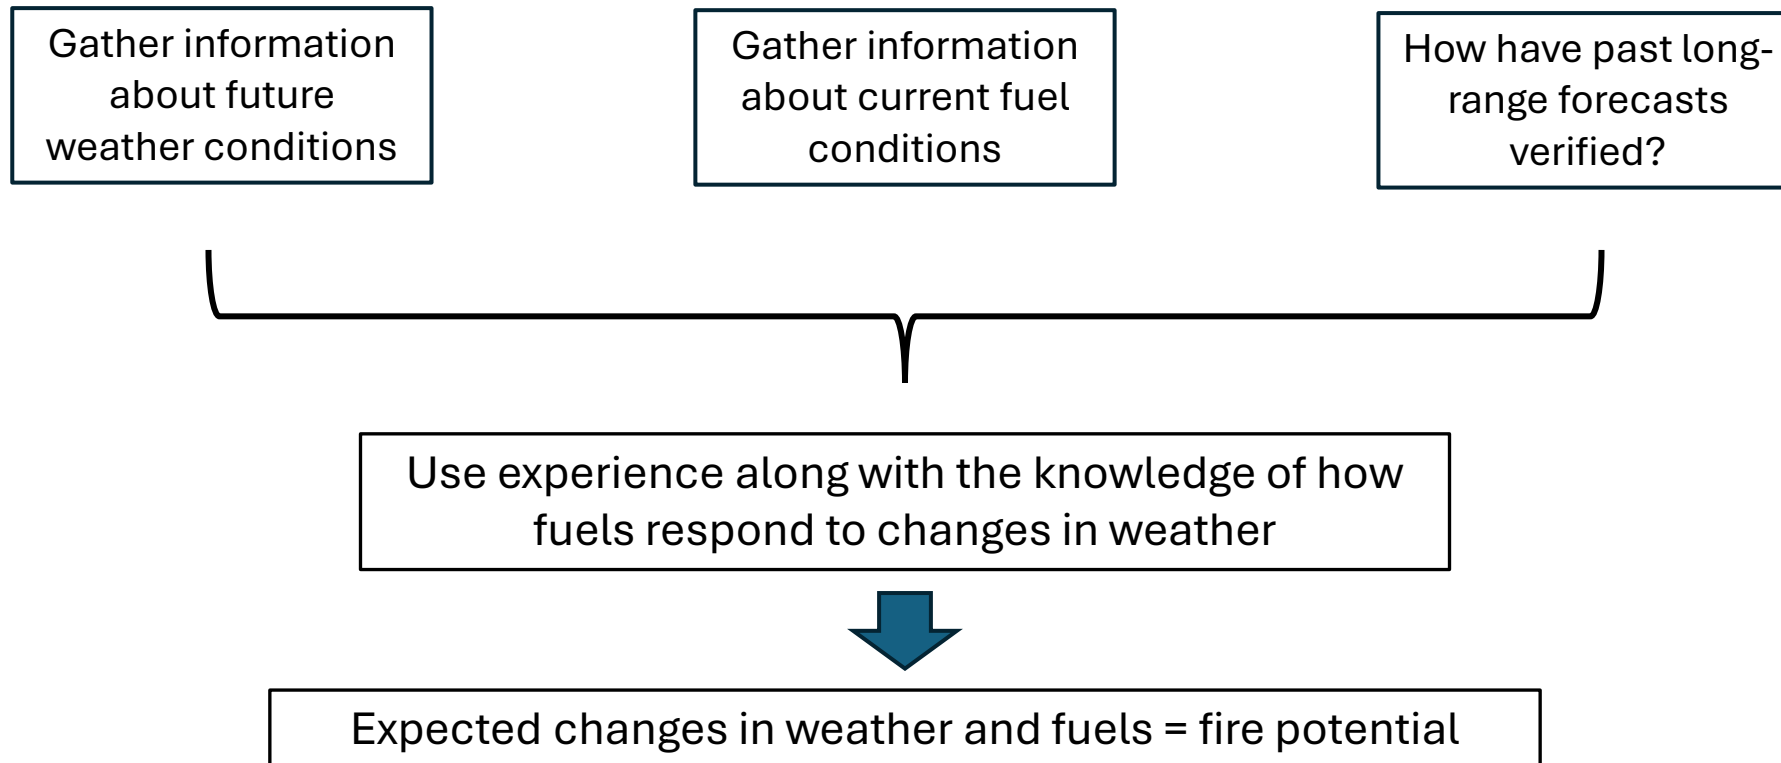 Gather information
about future
weather conditions
Gather information
about current fuel
conditions
How have past long-
range forecasts
verified?
Use experience along with the knowledge of how
fuels respond to changes in weather
Expected changes in weather and fuels = fire potential